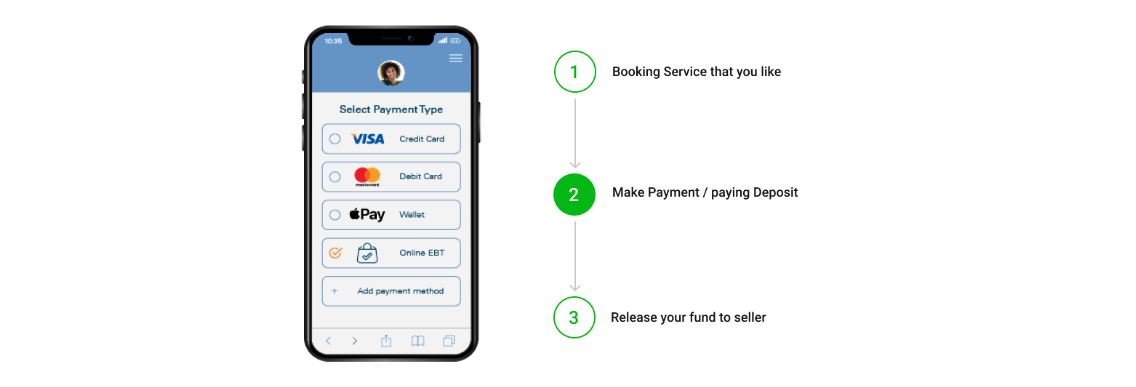 10:35
Select Payment Type
VISA Credit Card
mastercard Debit Card
Pay Wallet
Online EBT
+ Add payment method
1 Booking Service that you like
2 Make Payment / paying Deposit
3 Release your fund to seller